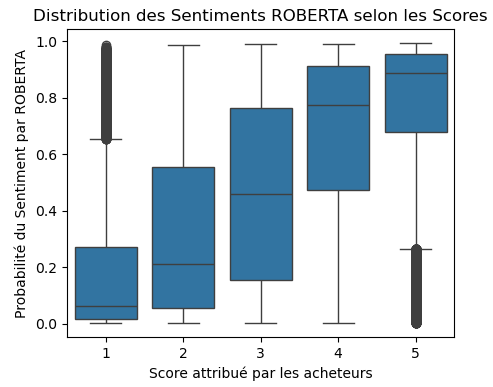 Distribution des Sentiments ROBERTA selon les Scores
Probabilité du Sentiment par ROBERTA
1.0
0.8
0.6
0.4
0.2
0.0
1 2 3 4 5
Score attribué par les acheteurs